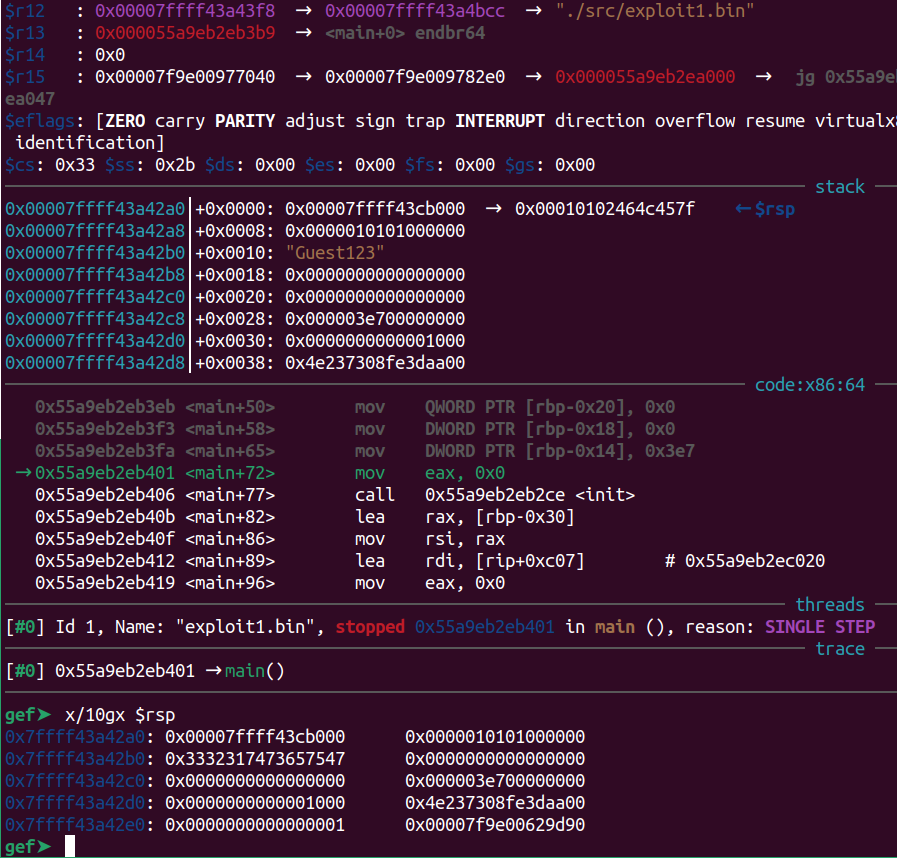 $r12   : 0x00007ffff43a43f8  →  0x00007ffff43a4bcc  →  "./src/exploit1.bin"
$r13   : 0x000055a9eb2eb3b9  →  <main+0> endbr64
$r14   : 0x0
$r15   : 0x00007f9e00977040  →  0x00007f9e009782e0  →  0x000055a9eb2ea000  →   jg 0x55a9eb2
ea047
$eflags: [ZERO carry PARITY adjust sign trap INTERRUPT direction overflow resume virtualx8
 identification]
$cs: 0x33 $ss: 0x2b $ds: 0x00 $es: 0x00 $fs: 0x00 $gs: 0x00
stack
0x00007ffff43a42a0│+0x0000: 0x00007ffff43cb000  →  0x00010102464c457f    ←$rsp
0x00007ffff43a42a8│+0x0008: 0x0000010101000000
0x00007ffff43a42b0│+0x0010: "Guest123"
0x00007ffff43a42b8│+0x0018: 0x0000000000000000
0x00007ffff43a42c0│+0x0020: 0x0000000000000000
0x00007ffff43a42c8│+0x0028: 0x000003e700000000
0x00007ffff43a42d0│+0x0030: 0x0000000000001000
0x00007ffff43a42d8│+0x0038: 0x4e237308fe3daa00
code:x86:64
0x55a9eb2eb3eb <main+50>        mov    QWORD PTR [rbp-0x20], 0x0
0x55a9eb2eb3f3 <main+58>        mov    DWORD PTR [rbp-0x18], 0x0
0x55a9eb2eb3fa <main+65>        mov    DWORD PTR [rbp-0x14], 0x3e7
→0x55a9eb2eb401 <main+72>        mov    eax, 0x0
0x55a9eb2eb406 <main+77>        call   0x55a9eb2eb2ce <init>
0x55a9eb2eb40b <main+82>        lea    rax, [rbp-0x30]
0x55a9eb2eb40f <main+86>        mov    rsi, rax
0x55a9eb2eb412 <main+89>        lea    rdi, [rip+0xc07]        # 0x55a9eb2ec020
0x55a9eb2eb419 <main+96>        mov    eax, 0x0
threads
[#0] Id 1, Name: "exploit1.bin", stopped 0x55a9eb2eb401 in main (), reason: SINGLE STEP
trace
[#0] 0x55a9eb2eb401 →main()
gef➤  x/10gx $rsp
0x7ffff43a42a0: 0x00007ffff43cb000      0x0000010101000000
0x7ffff43a42b0: 0x3332317473657547      0x0000000000000000
0x7ffff43a42c0: 0x0000000000000000      0x000003e700000000
0x7ffff43a42d0: 0x0000000000001000      0x4e237308fe3daa00
0x7ffff43a42e0: 0x0000000000000001      0x00007f9e00629d90
gef➤